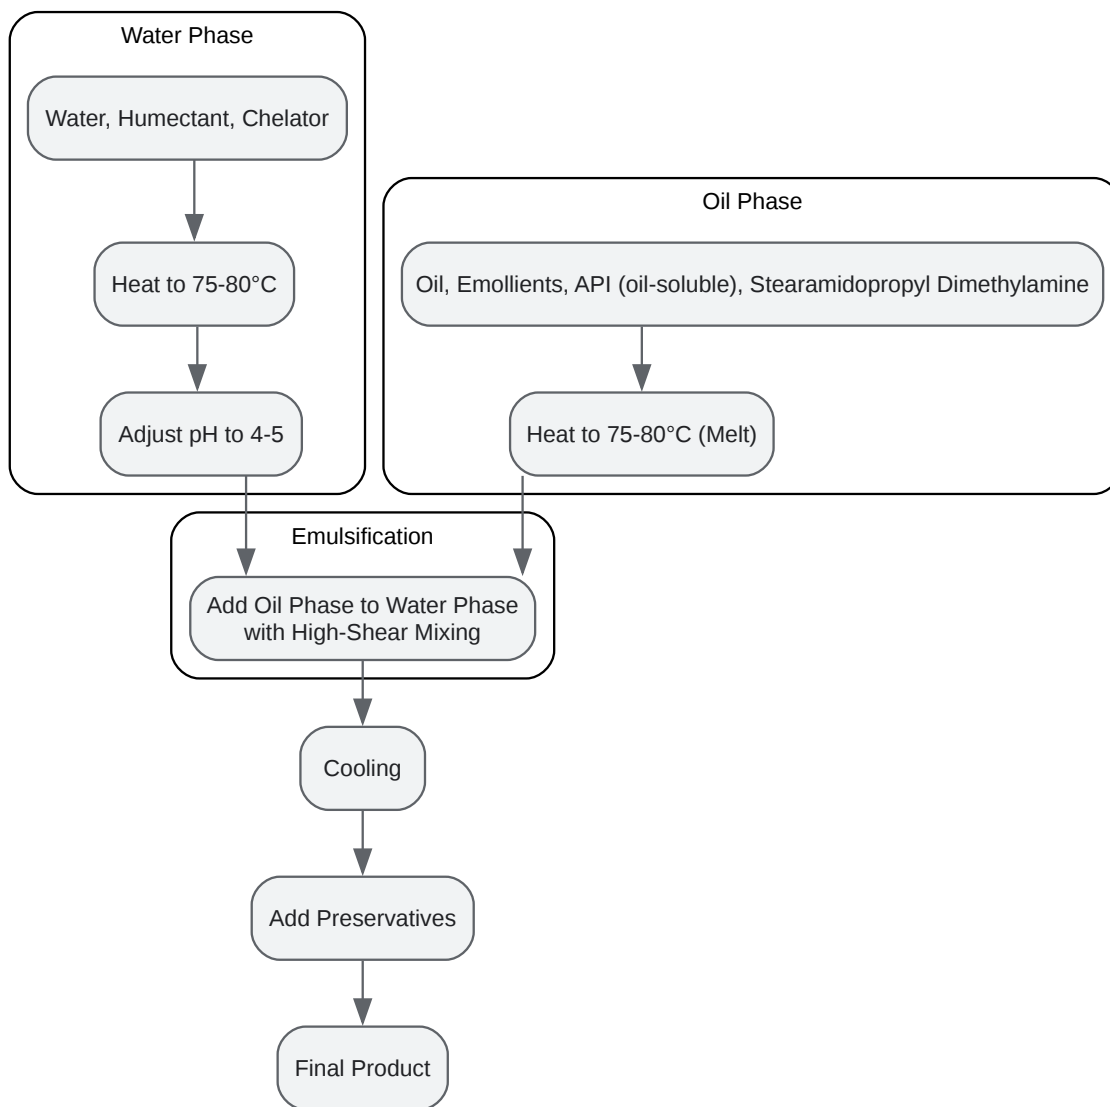 Water Phase
Water, Humectant, Chelator
Heat to 75-80°C
Adjust pH to 4-5
Oil Phase
Oil, Emollients, API (oil-soluble), Stearamidopropyl Dimethylamine
Heat to 75-80°C (Melt)
Emulsification
Add Oil Phase to Water Phase
with High-Shear Mixing
Cooling
Add Preservatives
Final Product